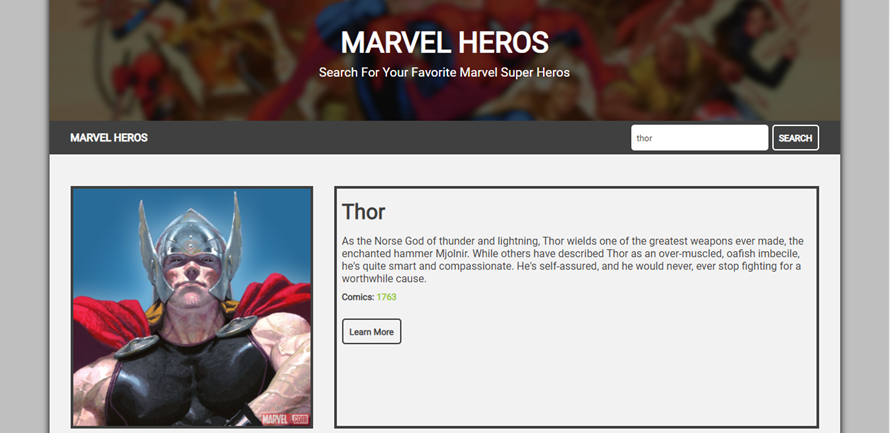 MARVEL HEROS
Search For Your Favorite Marvel Super Heros
MARVEL HEROS
thor
SEARCH
Thor
As the Norse God of thunder and lightning, Thor wields one of the greatest weapons ever made, the
enchanted hammer Mjolnir. While others have described Thor as an over-muscled, oafish imbecile,
he's quite smart and compassionate. He's self-assured, and he would never, ever stop fighting for a
worthwhile cause.
Comics: 1763
Learn More
MARVEL.com